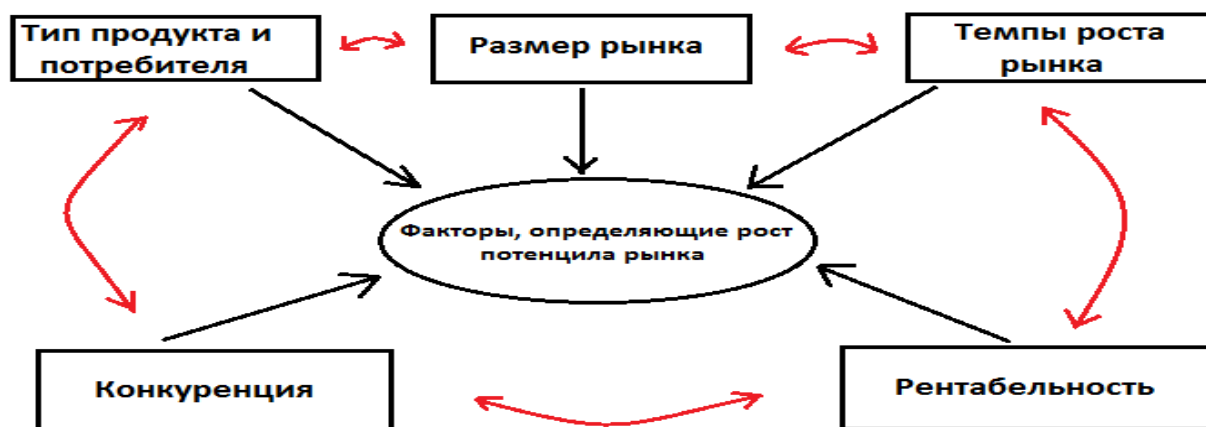 Тип продукта и
потребителя
Размер рынка
Темпы роста
рынка
Факторы, определяющие рост
потенцила рынка
Конкуренция
Рентабельность